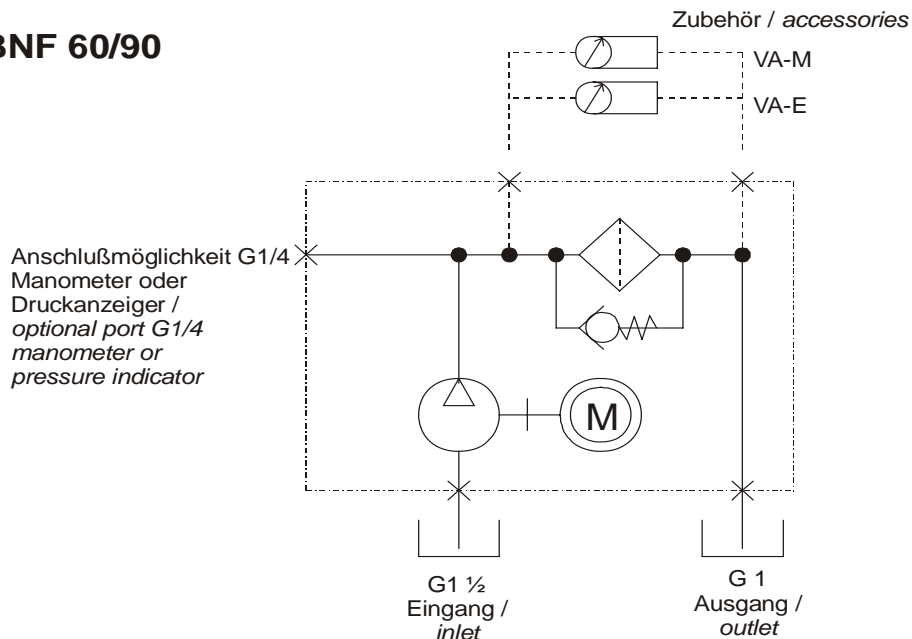 BNF 60/90
Zubehör / accessories
VA-M
VA-E
Anschlußmöglichkeit G1/4
Manometer oder
Druckanzeiger /
optional port G1/4
manometer or
pressure indicator
M
G1 ½
Eingang /
inlet
G 1
Ausgang /
outlet